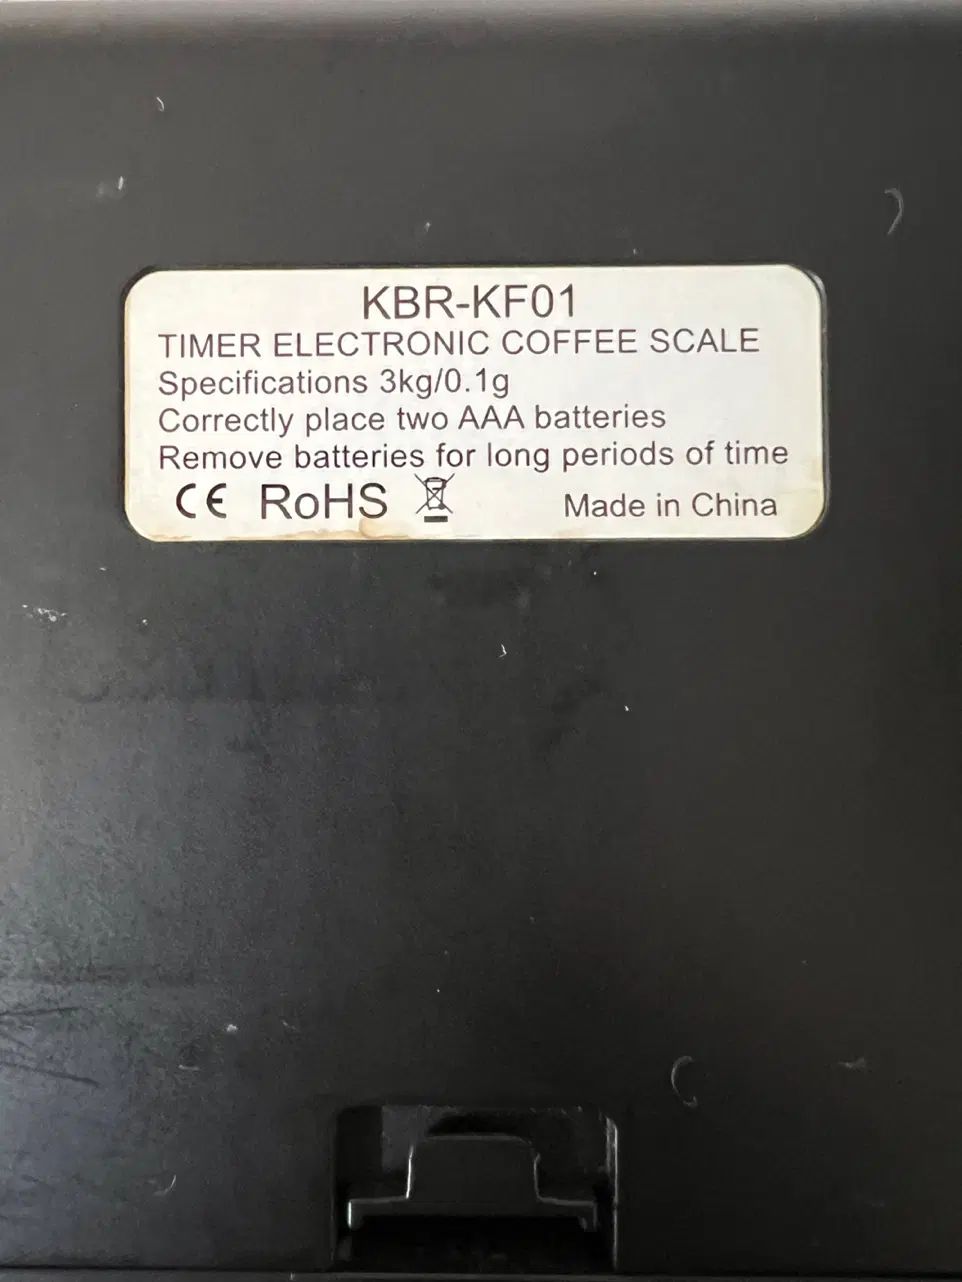 KBR-KF01
TIMER ELECTRONIC COFFEE SCALE
Specifications 3kg/0.1g
Correctly place two AAA batteries
Remove batteries for long periods of time
CE RoHS Made in China